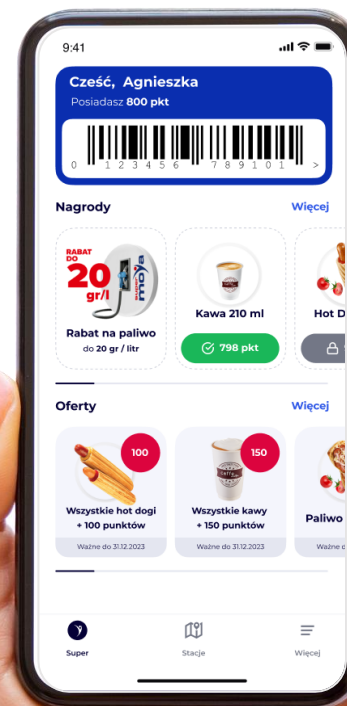 9:41
Cześć, Agnieszka
Posiadasz 800 pkt
0 123456 789101 >
Nagrody Więcej
RABAT
DO
20
gr/l
moya
Rabat na paliwo
do 20 gr / litr
Kawa 210 ml
798 pkt
Hot D
Oferty Więcej
100
Wszystkie hot dogi
+ 100 punktów
Ważne do 31.12.2023
150
caffe
Wszystkie kawy
+ 150 punktów
Ważne do 31.12.2023
Paliwo
Ważne d
Super
Stacje
Więcej